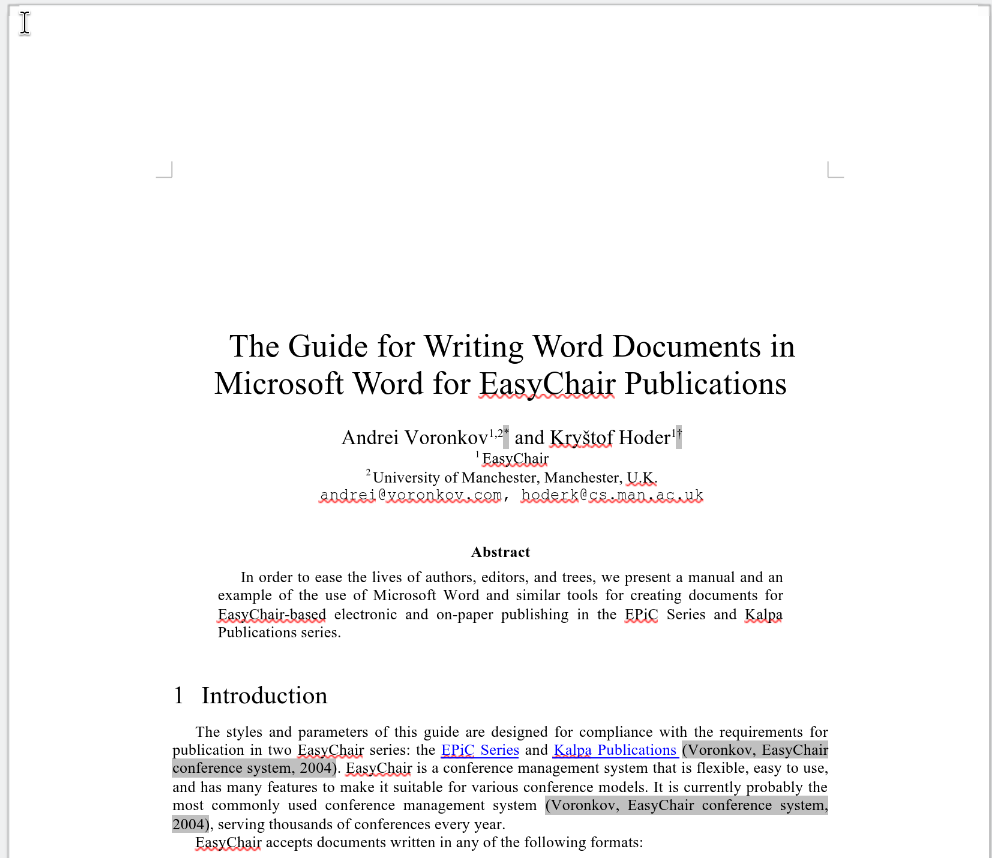 The Guide for Writing Word Documents in
Microsoft Word for EasyChair Publications
Andrei Voronkov1,2* and Kryštof Hoder1†
1 EasyChair
2 University of Manchester, Manchester, U.K.
andrei@voronkov.com, hoderk@cs.man.ac.uk
Abstract
In order to ease the lives of authors, editors, and trees, we present a manual and an
example of the use of Microsoft Word and similar tools for creating documents for
EasyChair-based electronic and on-paper publishing in the EPiC Series and Kalpa
Publications series.
1 Introduction
The styles and parameters of this guide are designed for compliance with the requirements for
publication in two EasyChair series: the EPiC Series and Kalpa Publications (Voronkov, EasyChair
conference system, 2004). EasyChair is a conference management system that is flexible, easy to use,
and has many features to make it suitable for various conference models. It is currently probably the
most commonly used conference management system (Voronkov, EasyChair conference system,
2004), serving thousands of conferences every year.
EasyChair accepts documents written in any of the following formats: